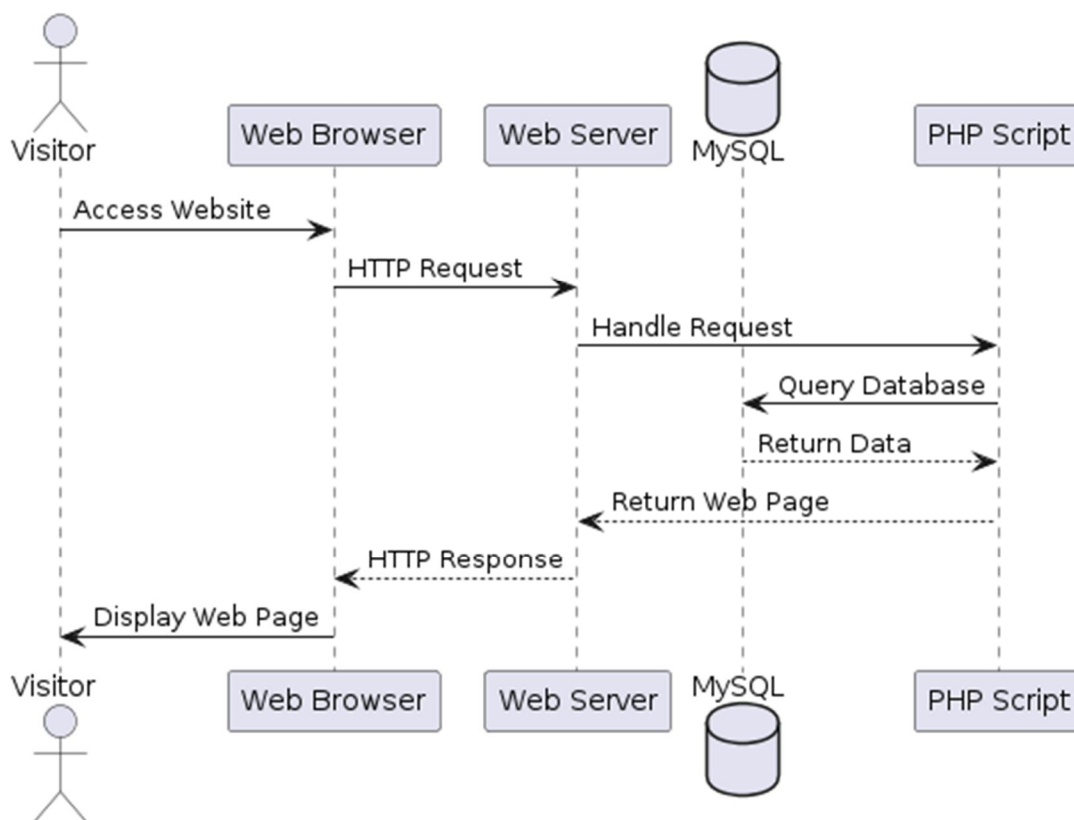 Visitor
Web Browser
Web Server
MySQL
PHP Script
Access Website
HTTP Request
Handle Request
Query Database
Return Data
Return Web Page
HTTP Response
Display Web Page
Visitor
Web Browser
Web Server
MySQL
PHP Script